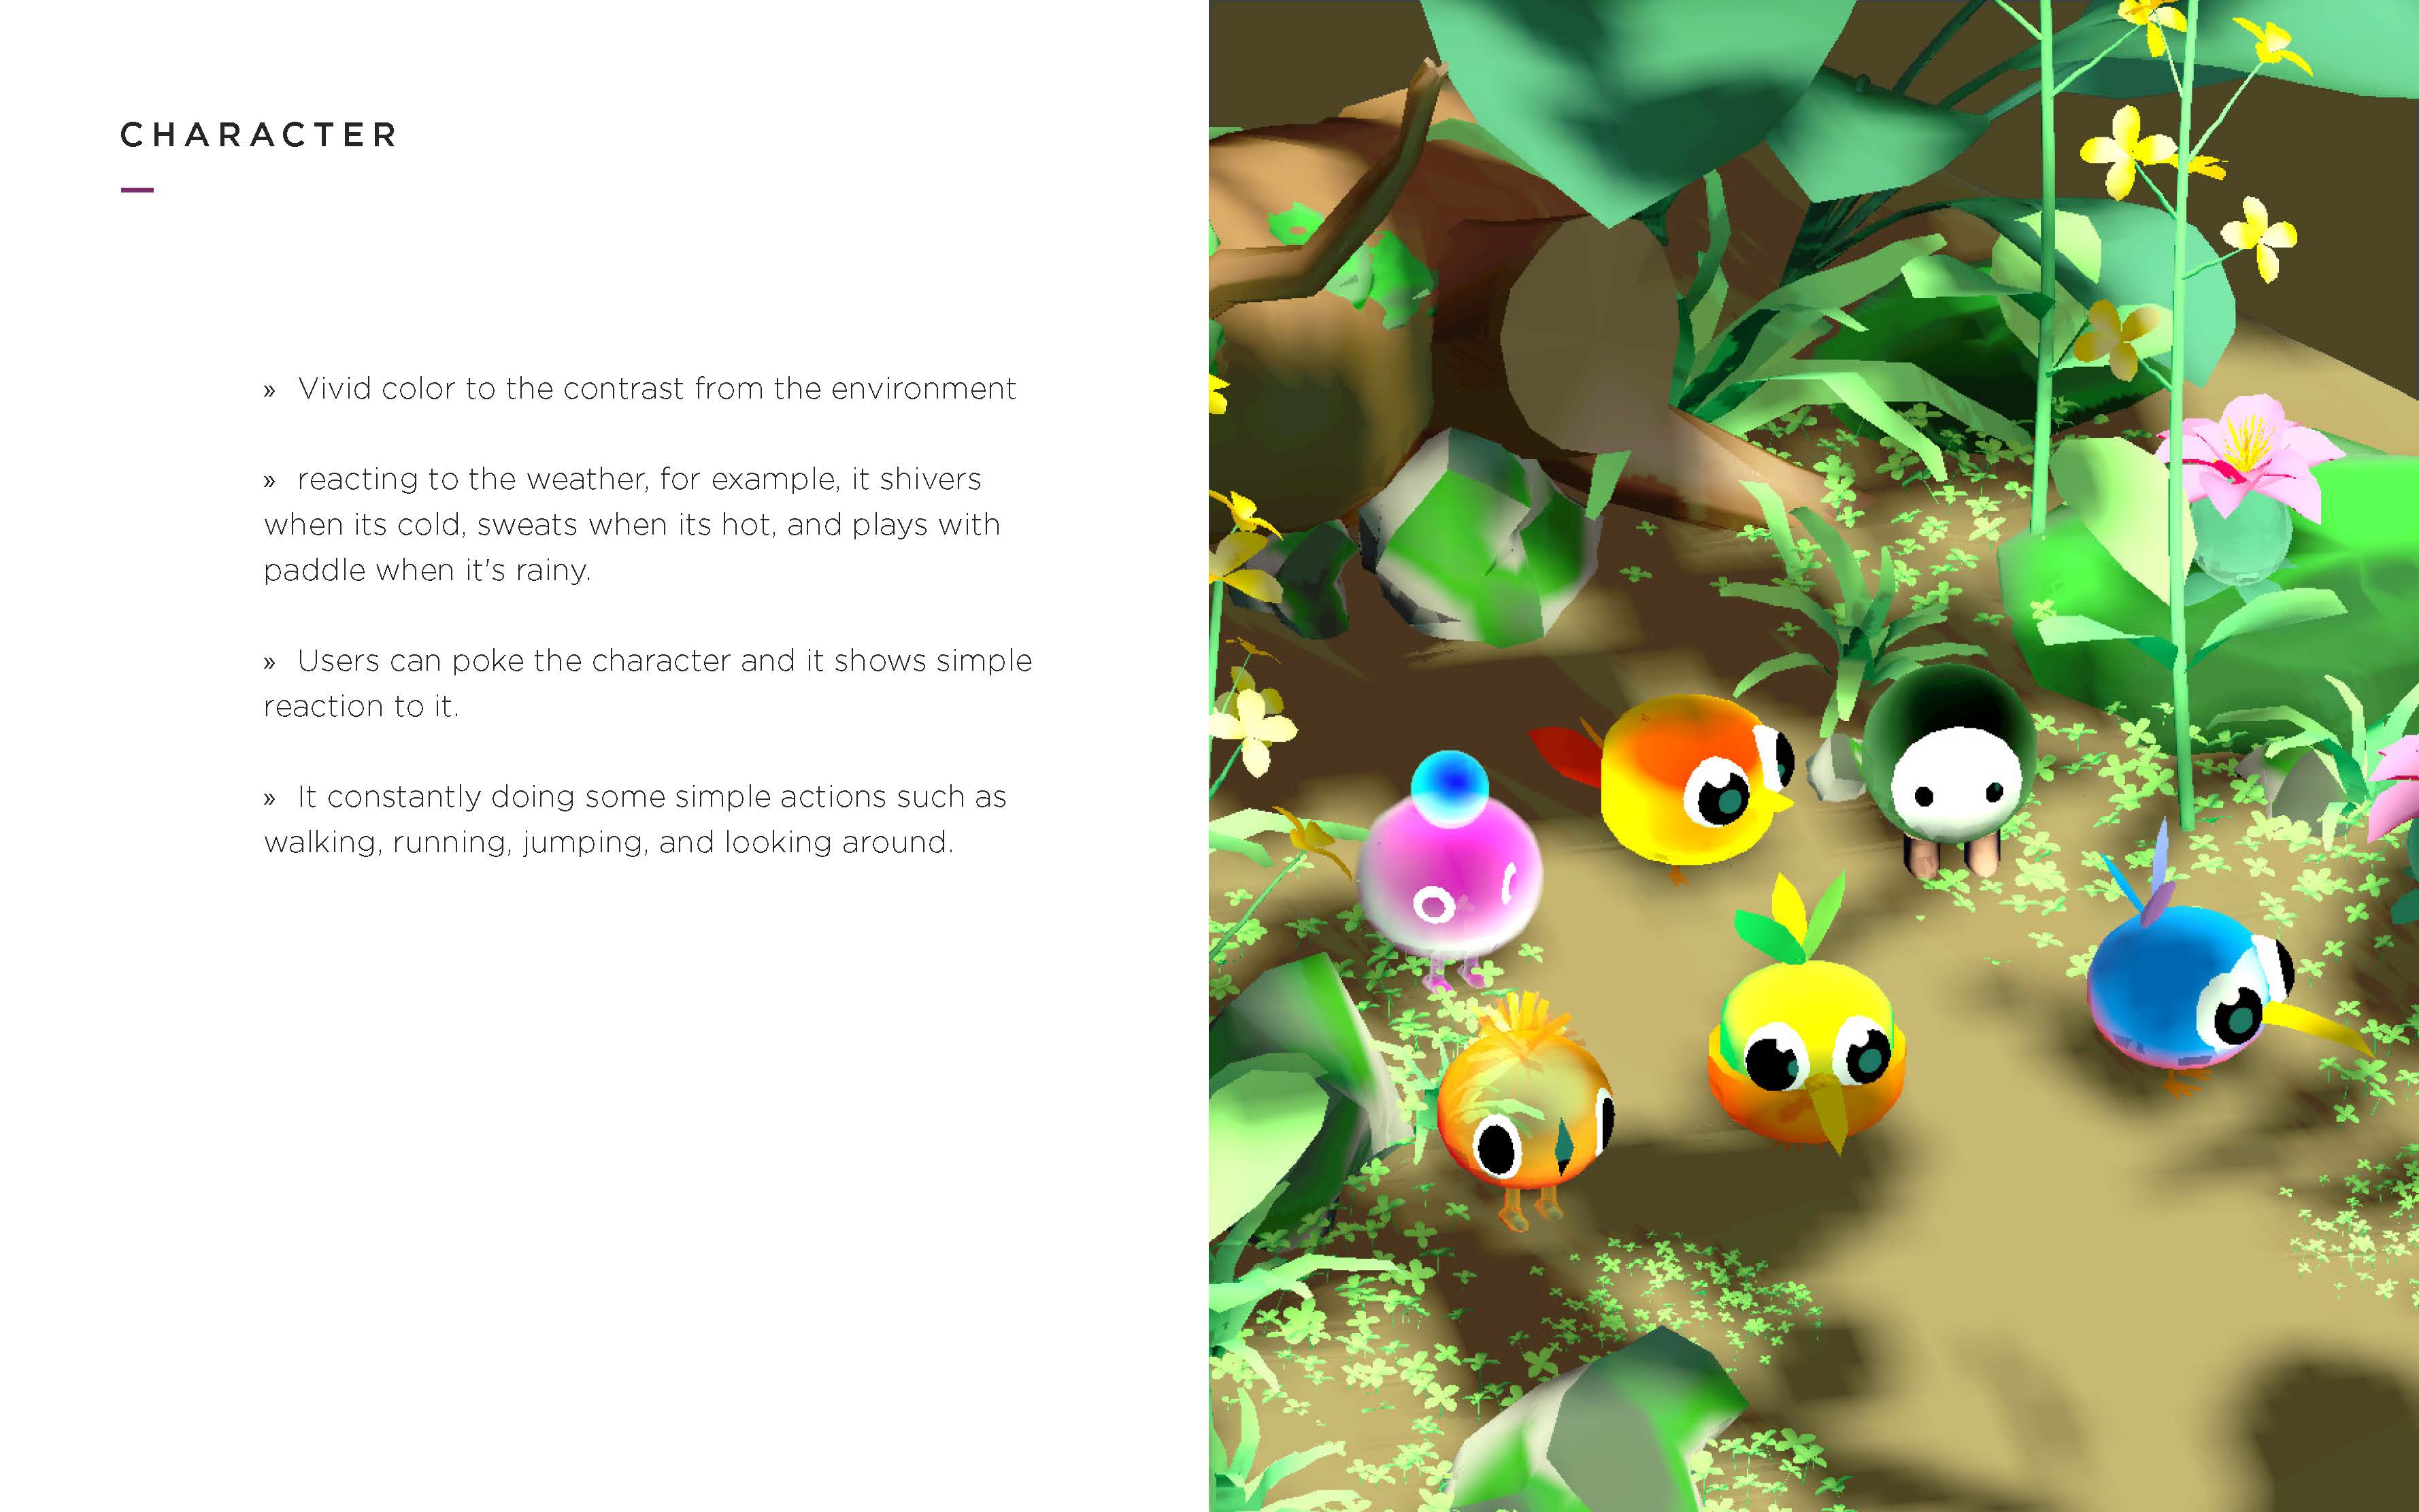 CHARACTER
» Vivid color to the contrast from the environment
» reacting to the weather, for example, it shivers
when its cold, sweats when its hot, and plays with
paddle when it's rainy.
» Users can poke the character and it shows simple
reaction to it.
» It constantly doing some simple actions such as
walking, running, jumping, and looking around.